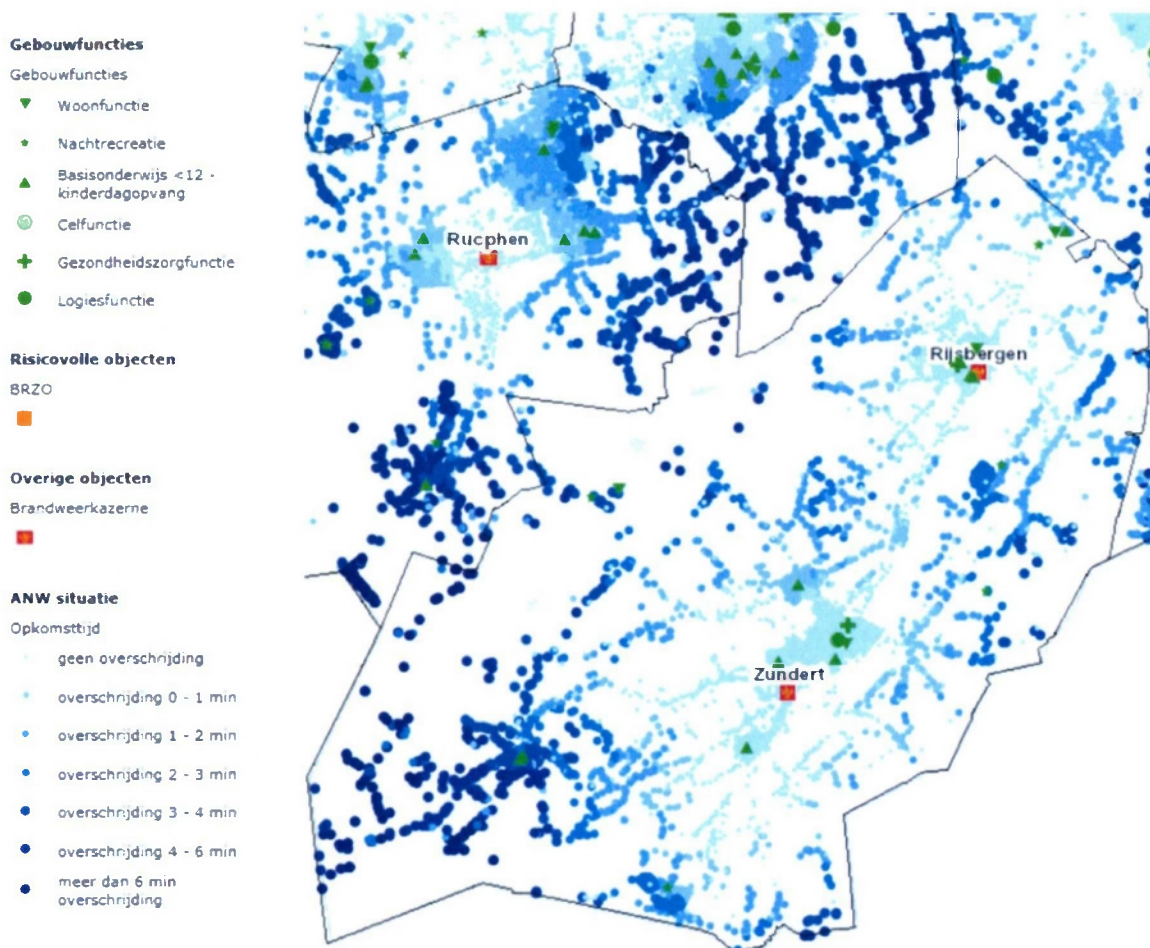 Gebouwfuncties
Gebouwfuncties
Woonfunctie
Nachtrecreatie
Basisonderwijs <12 -
kinderdagopvang
Celfunctie
Gezondheidszorgfunctie
Logiesfunctie
Risicovolle objecten
BRZO
Overige objecten
Brandweerkazerne
ANW situatie
Opkomsttijd
geen overschrijding
overschrijding 0 - 1 min
overschrijding 1 - 2 min
overschrijding 2 - 3 min
overschrijding 3 - 4 min
overschrijding 4 - 6 min
meer dan 6 min
overschrijding
Rucphen
Rijsbergen
Zundert